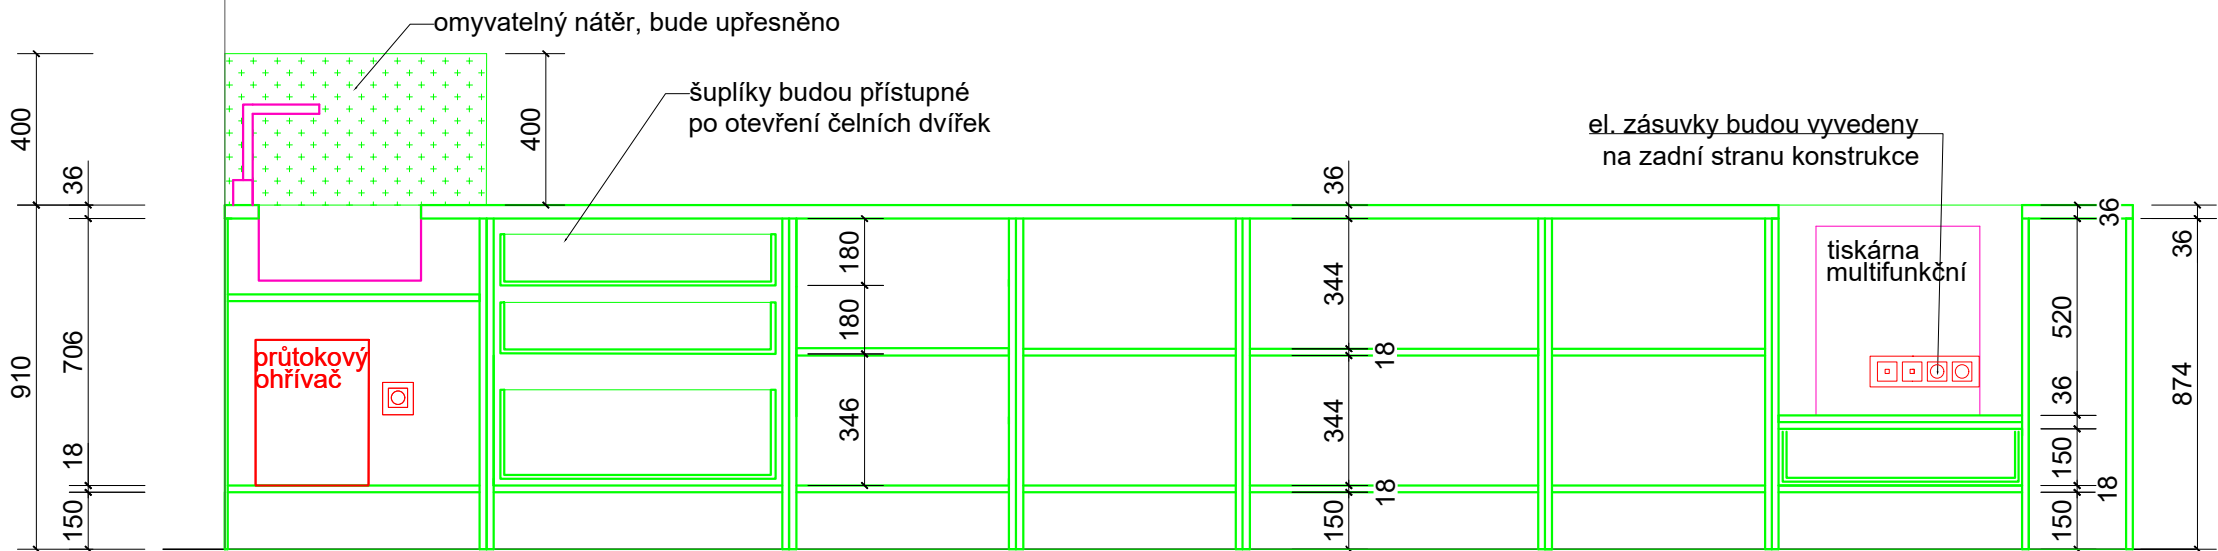 omyvatelný nátěr, bude upřesněno
šuplíky budou přístupné
po otevření čelních dvířek
el. zásuvky budou vyvedeny
na zadní stranu konstrukce
tiskárna
multifunkční
průtokový
ohřívač
400
910
36
706
18
150
400
180
180
346
36
344
18
344
18
150
36
520
36
150
18
150
36
874